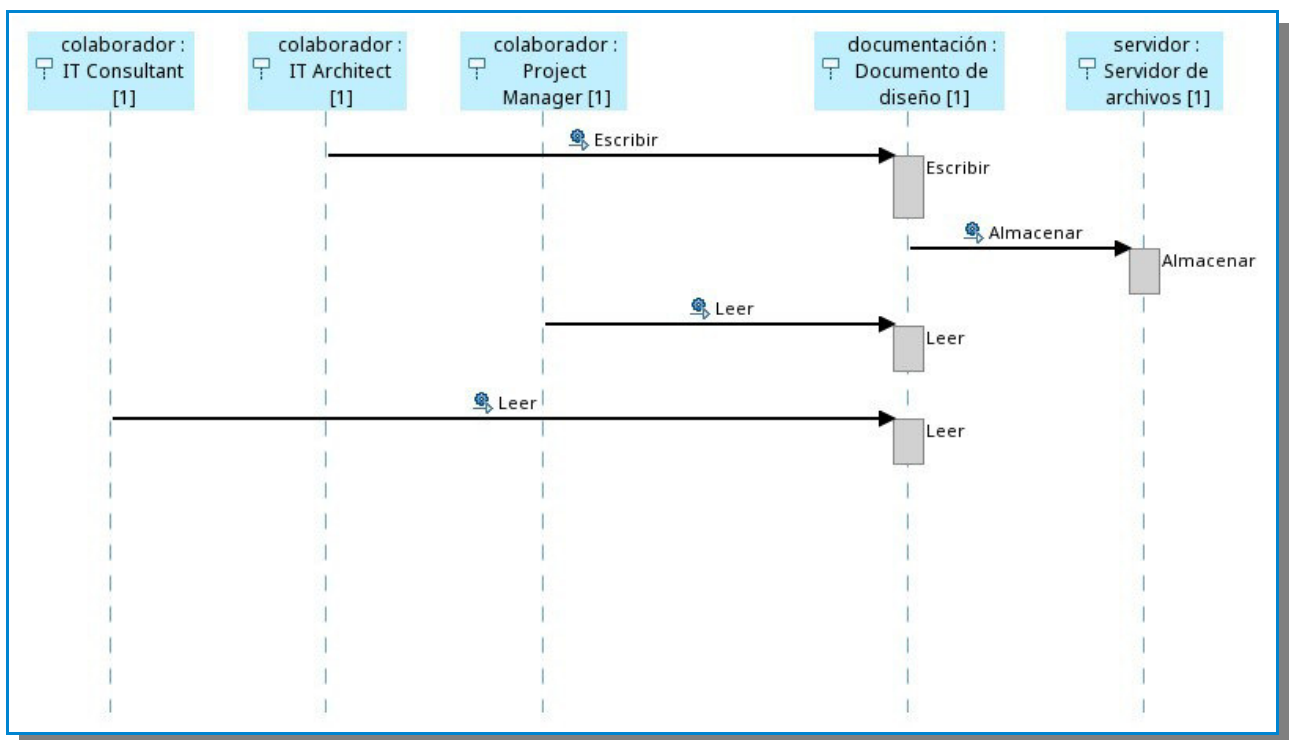 colaborador :
IT Consultant
[1]
colaborador :
IT Architect
[1]
colaborador :
Project
Manager [1]
documentación :
Documento de
diseño [1]
servidor :
Servidor de
archivos [1]
Escribir
Escribir
Almacenar
Almacenar
Leer
Leer
Leer
Leer